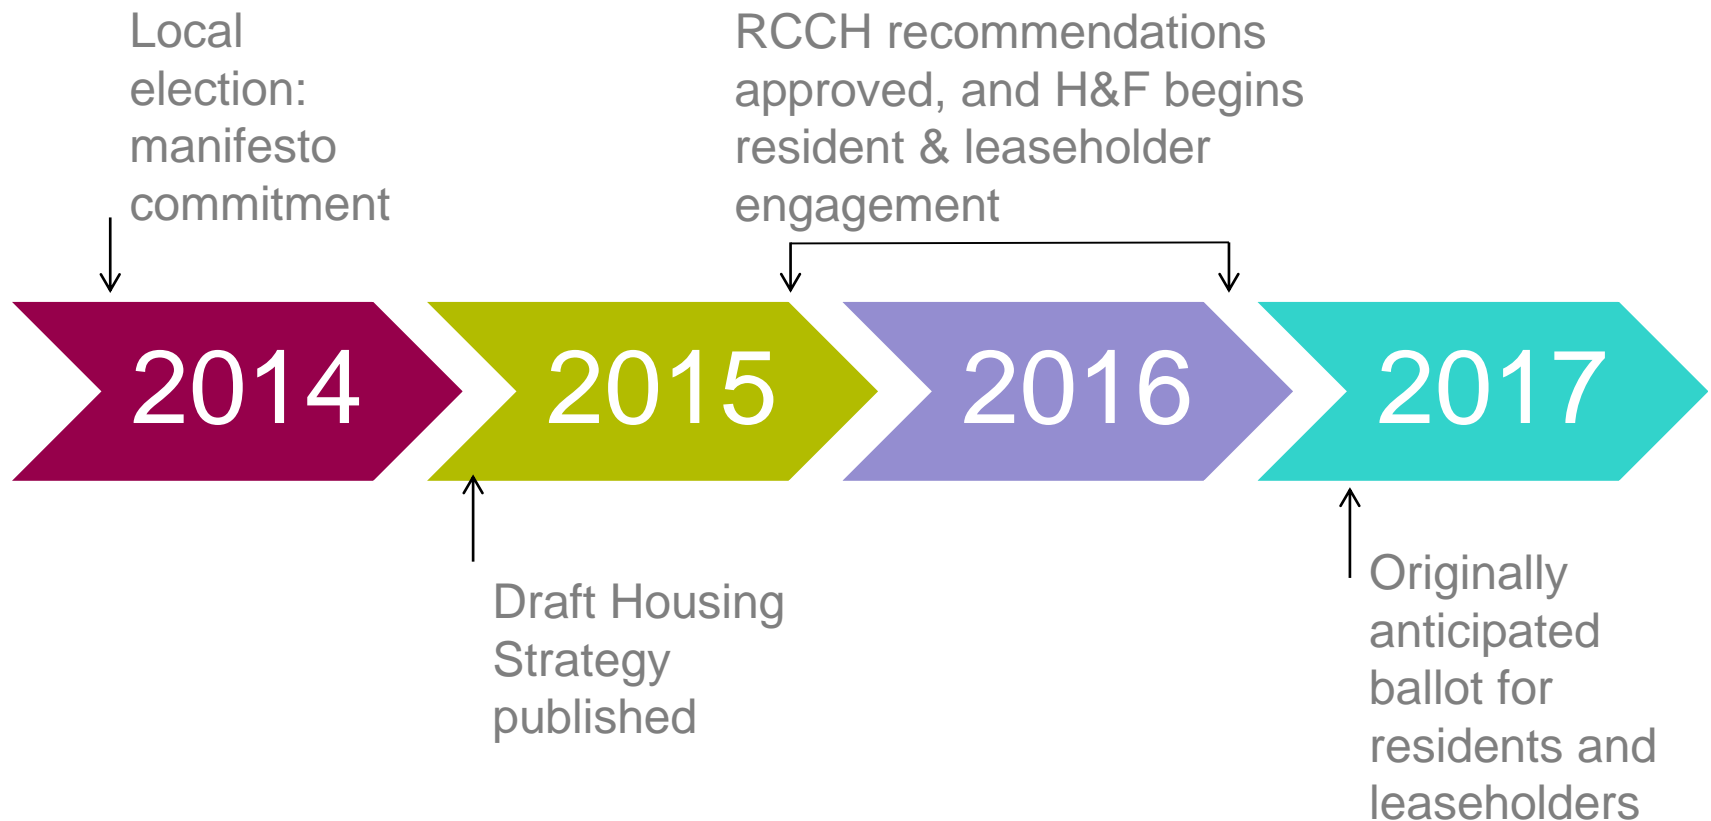 Local
election:
manifesto
commitment
RCCH recommendations
approved, and H&F begins
resident & leaseholder
engagement
2014
2015
2016
2017
Draft Housing
Strategy
published
Originally
anticipated
ballot for
residents and
leaseholders